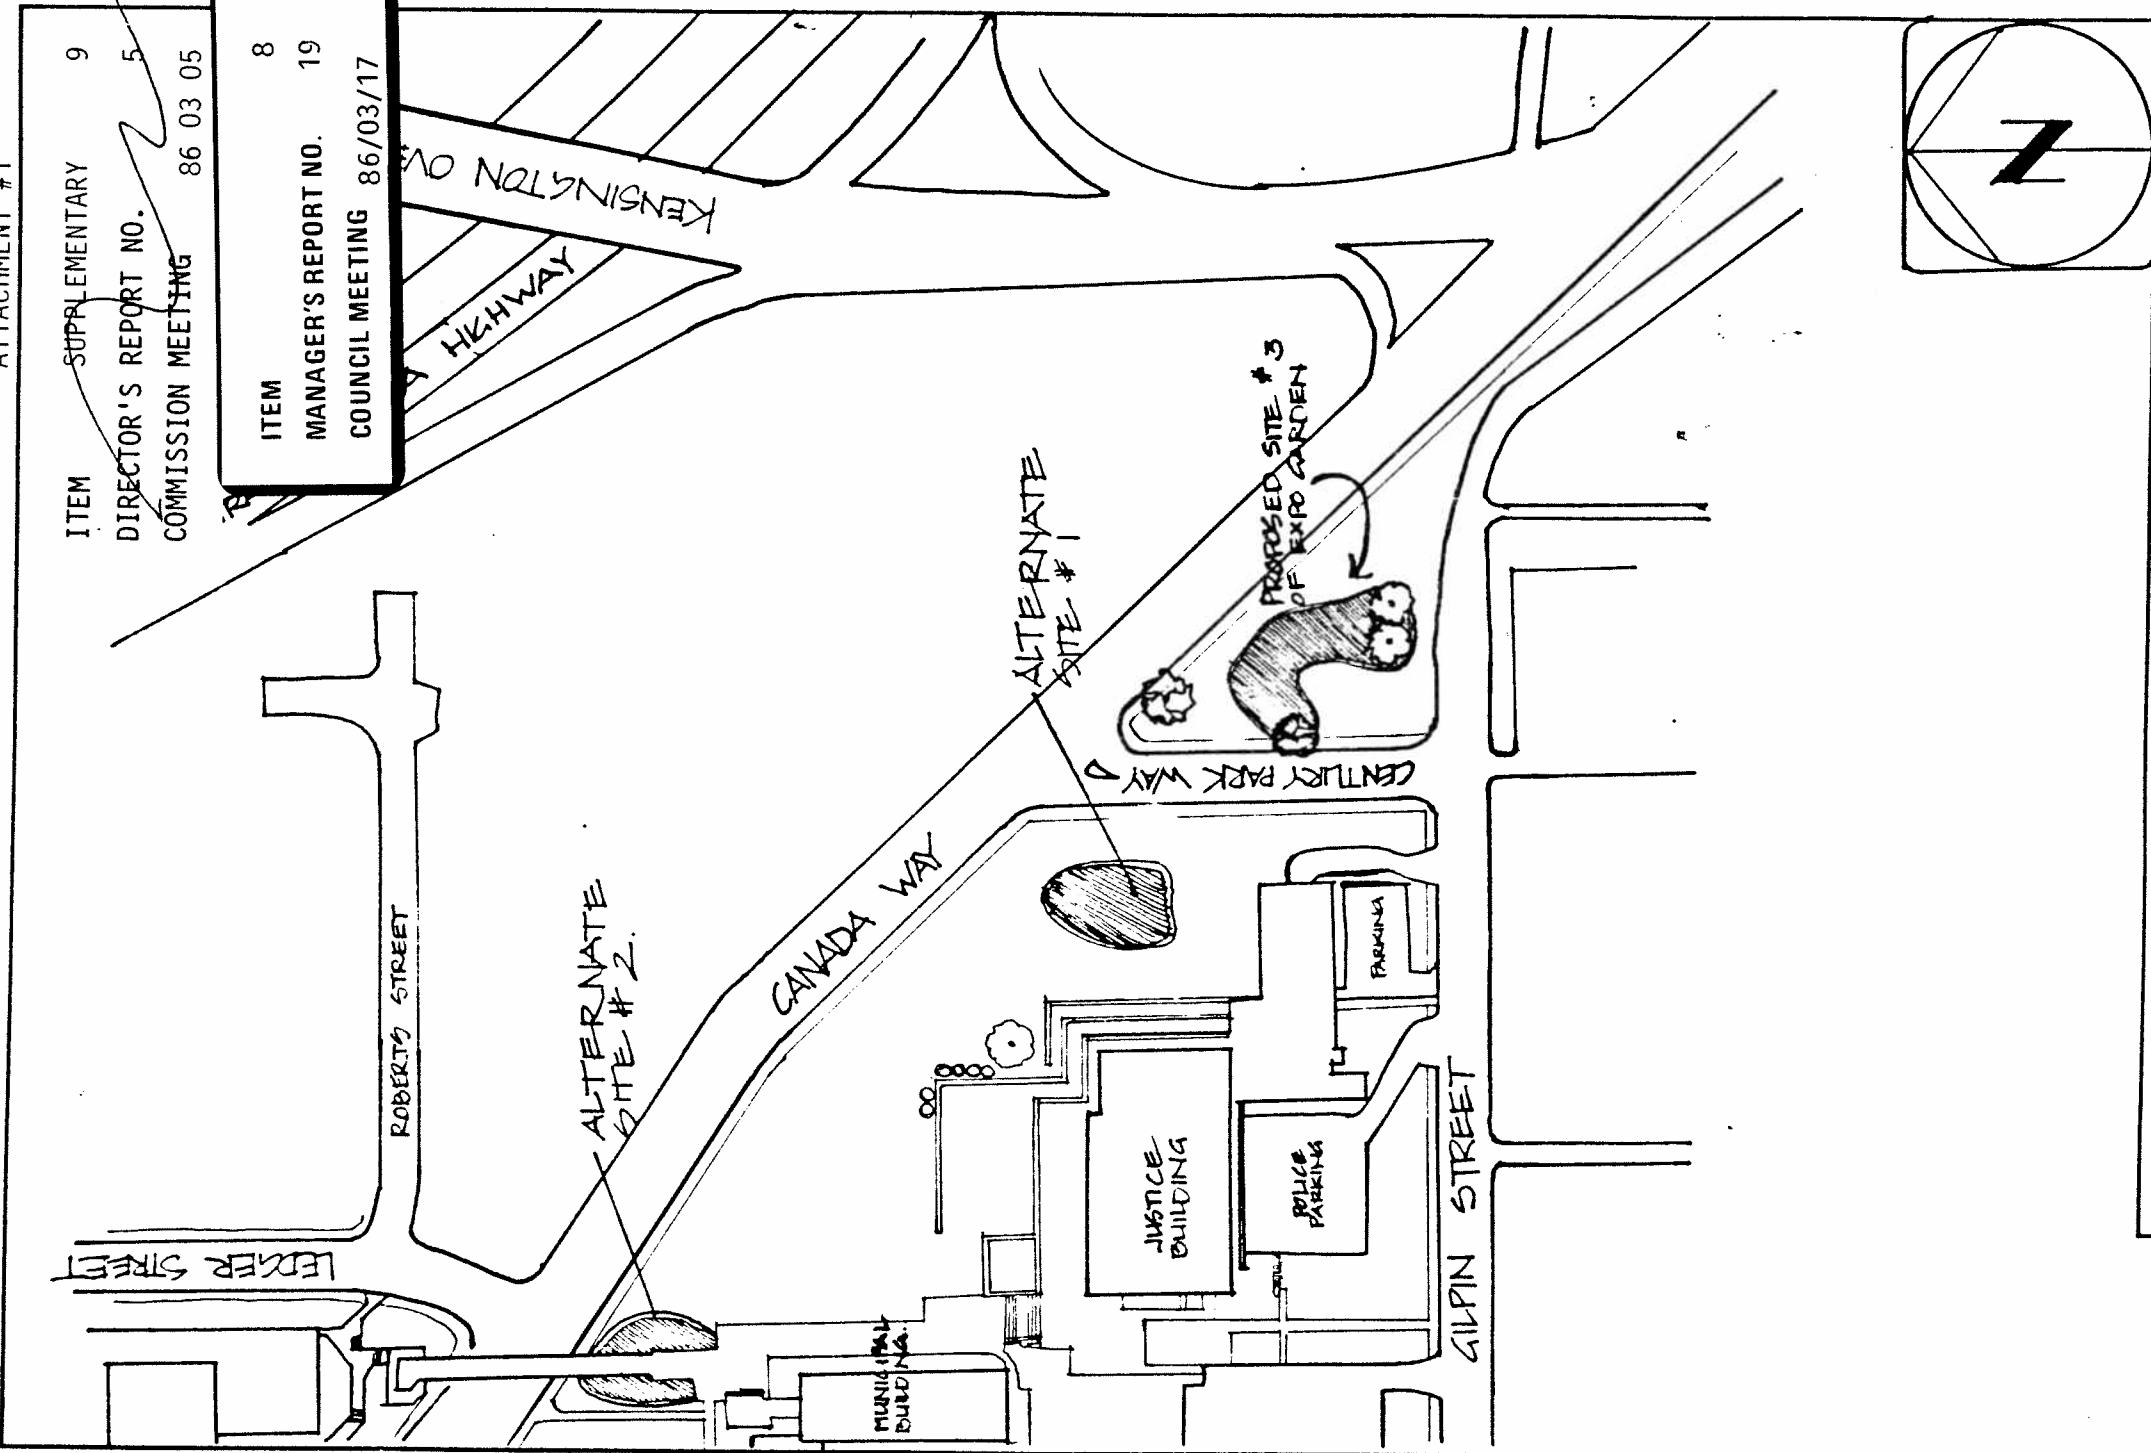 ATTACHMENT #1
ITEM SUPPLEMENTARY 9
DIRECTOR'S REPORT NO. 5
COMMISSION MEETING 86 03 05
ITEM 8
MANAGER'S REPORT NO. 19
COUNCIL MEETING 86/03/17
KENSINGTON
HIGHWAY
PROPOSED SITE #3
OF EXPO GARDEN
ALTERNATE
SITE #1
CENTURY PARK WAY
CANADA WAY
ALTERNATE
SITE #2.
ROBERTS STREET
LEDGER STREET
PARKING
JUSTICE
BUILDING
POLICE
PARKING
MUNICIPAL
BUILDING.
GILPIN STREET
N